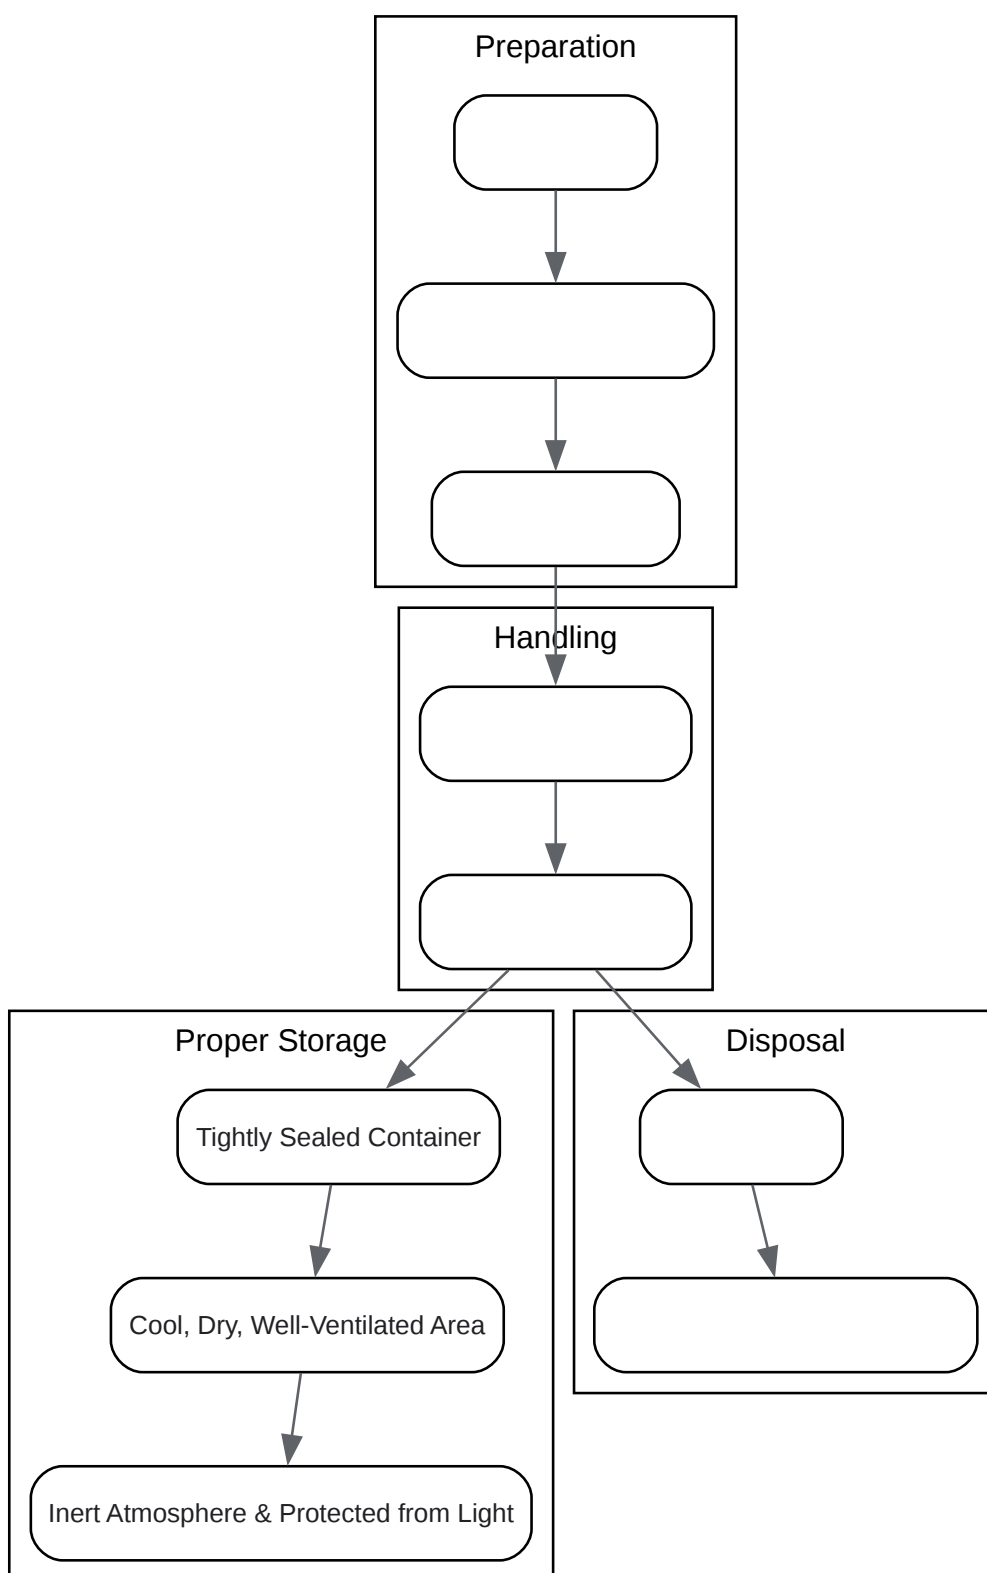 Preparation
Handling
Proper Storage
Disposal
Tightly Sealed Container
Cool, Dry, Well-Ventilated Area
Inert Atmosphere & Protected from Light